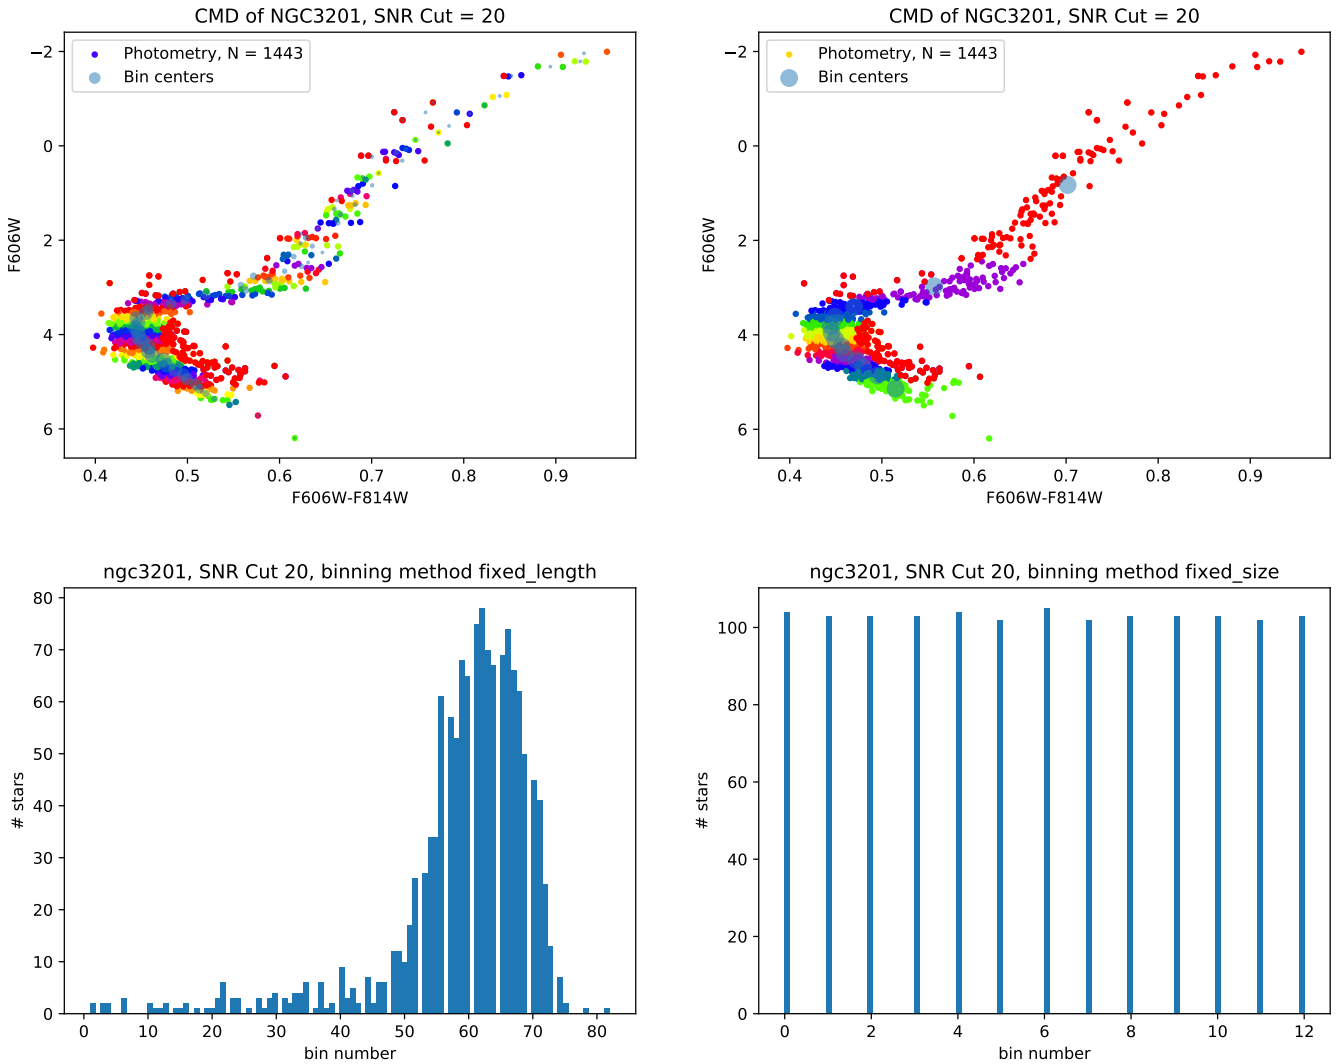 CMD of NGC3201, SNR Cut = 20
Photometry, N = 1443
Bin centers
−2
0
2
4
6
F606W
0.4 0.5 0.6 0.7 0.8 0.9
F606W-F814W
CMD of NGC3201, SNR Cut = 20
Photometry, N = 1443
Bin centers
−2
0
2
4
6
F606W
0.4 0.5 0.6 0.7 0.8 0.9
F606W-F814W
ngc3201, SNR Cut 20, binning method fixed_length
80
70
60
50
40
30
20
10
0
# stars
0 10 20 30 40 50 60 70 80
bin number
ngc3201, SNR Cut 20, binning method fixed_size
100
80
60
40
20
0
# stars
0 2 4 6 8 10 12
bin number